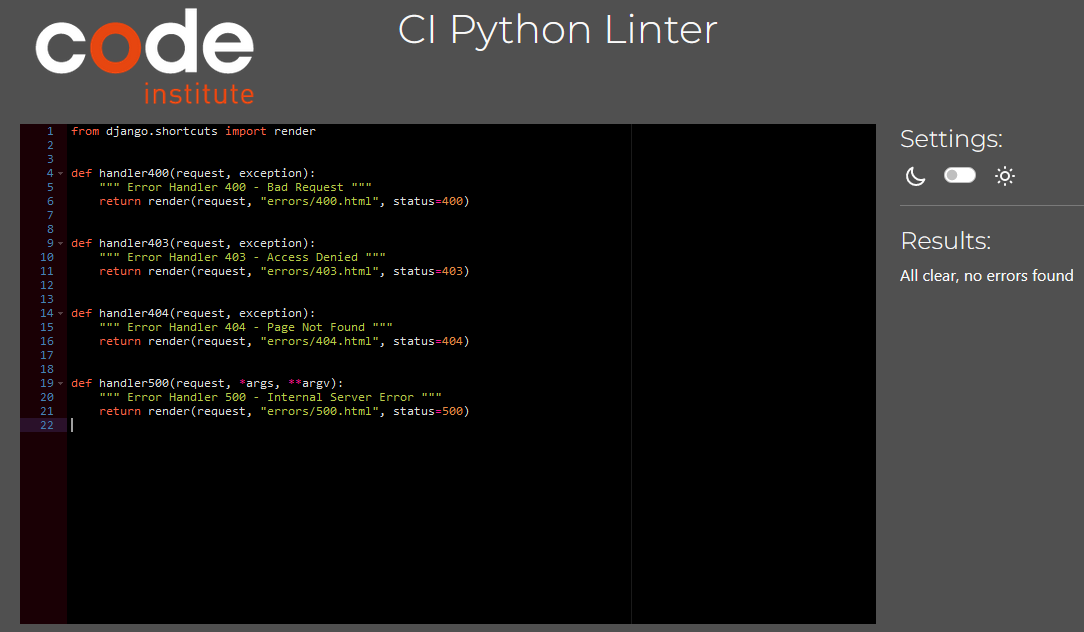 code
institute
CI Python Linter
1 from django.shortcuts import render
2
3
4 def handler400(request, exception):
5     """ Error Handler 400 - Bad Request """
6     return render(request, "errors/400.html", status=400)
7
8
9 def handler403(request, exception):
10     """ Error Handler 403 - Access Denied """
11     return render(request, "errors/403.html", status=403)
12
13
14 def handler404(request, exception):
15     """ Error Handler 404 - Page Not Found """
16     return render(request, "errors/404.html", status=404)
17
18
19 def handler500(request, *args, **argv):
20     """ Error Handler 500 - Internal Server Error """
21     return render(request, "errors/500.html", status=500)
22
Settings:
Results:
All clear, no errors found